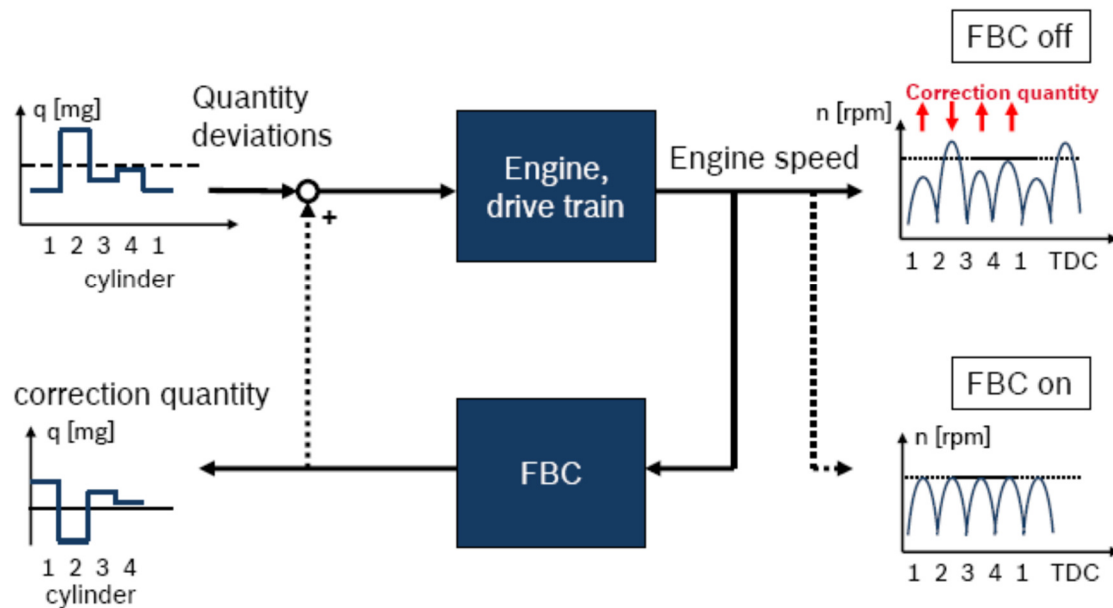 FBC off
q [mg]
Quantity
deviations
1 2 3 4 1
cylinder
+
Engine,
drive train
Engine speed
Correction quantity
n [rpm]
1 2 3 4 1 TDC
correction quantity
q [mg]
1 2 3 4
cylinder
FBC
FBC on
n [rpm]
1 2 3 4 1 TDC